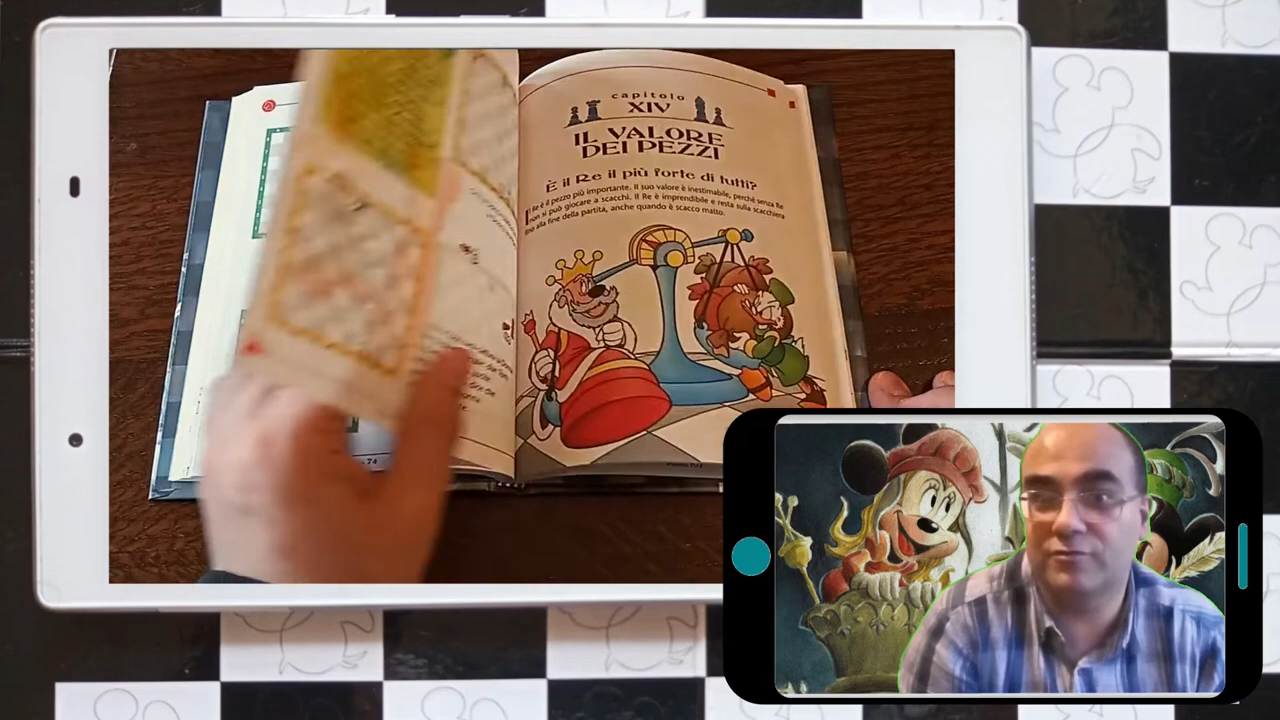 capitolo
XIV
IL VALORE
DEI PEZZI
È il Re il più forte di tutti?
Il Re è il pezzo più importante. Il suo valore è inestimabile, perché senza Re
non si può giocare a scacchi. Il Re è imprendibile e resta sulla scacchiera
fino alla fine della partita, anche quando è scacco matto.
74